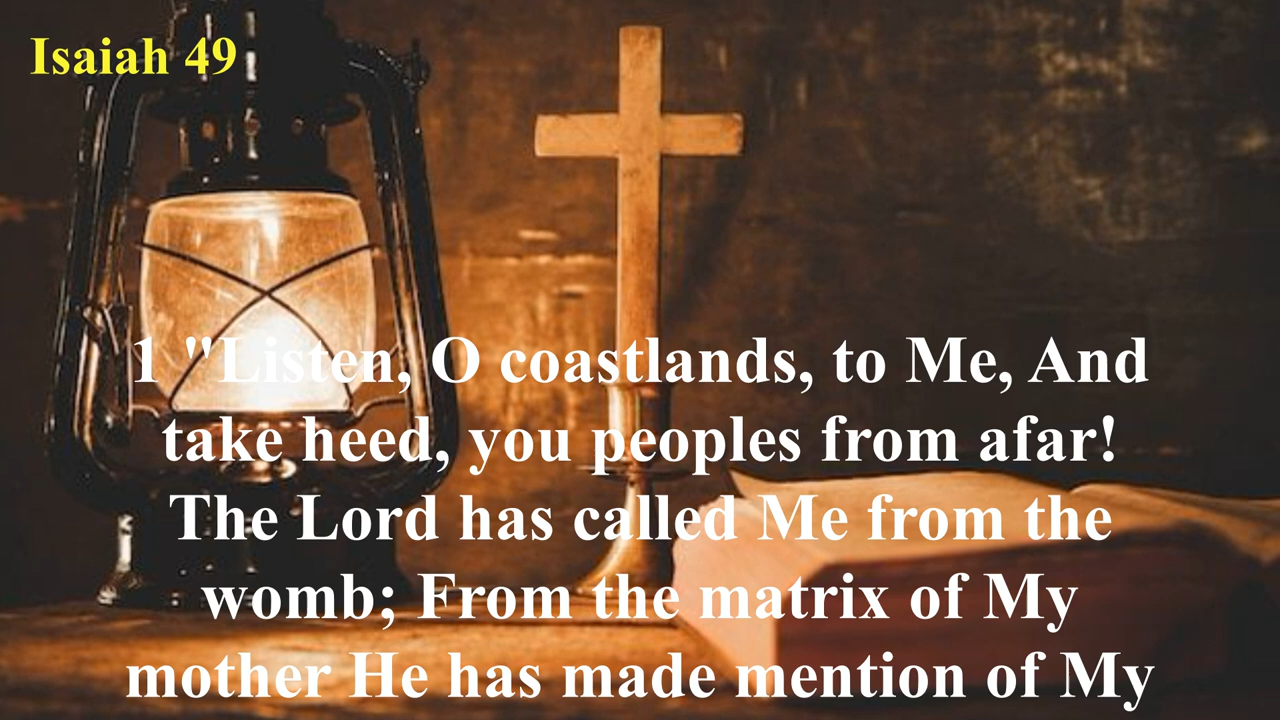 Isaiah 49
1 "Listen, O coastlands, to Me, And
take heed, you peoples from afar!
The Lord has called Me from the
womb; From the matrix of My
mother He has made mention of My